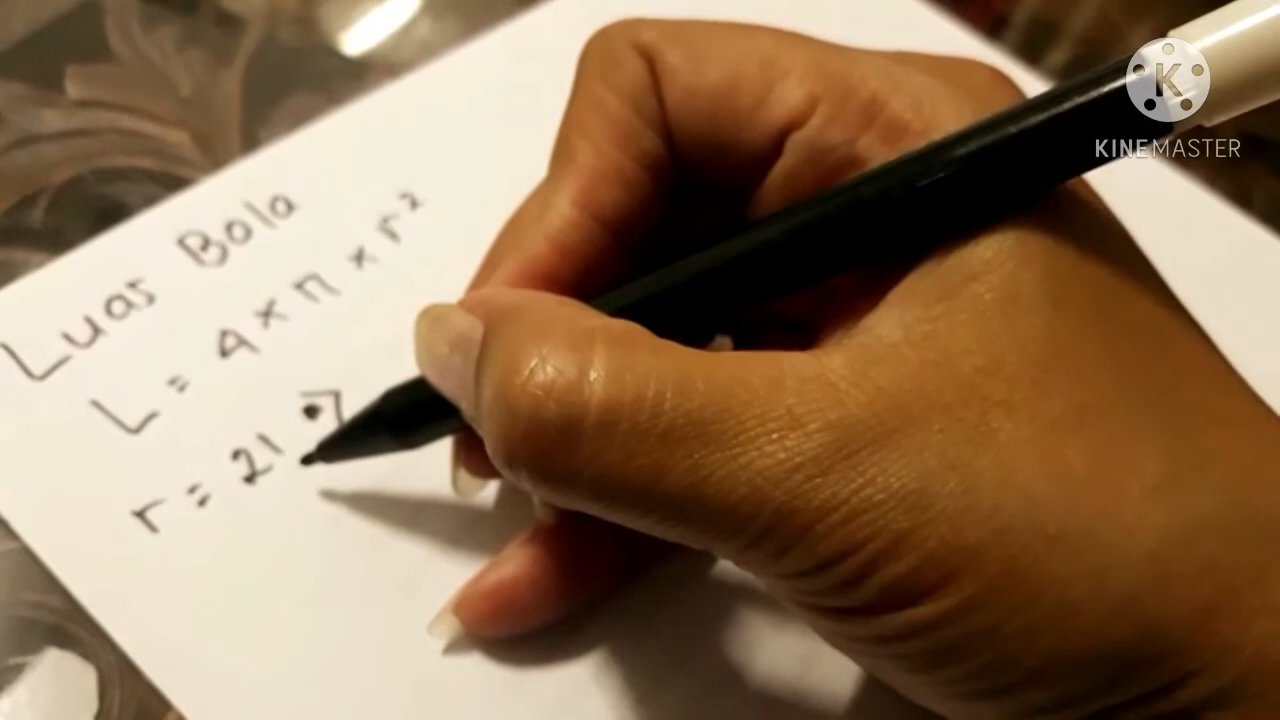 Luas Bola
L = 4 × π × r²
r = 21
KINEMASTER